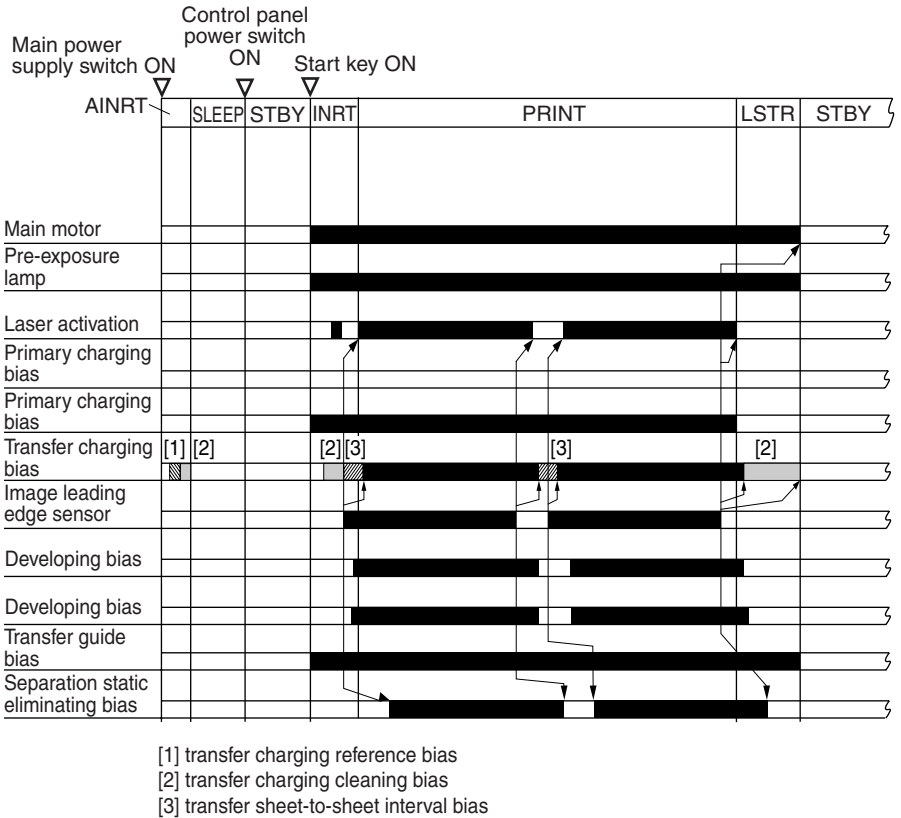 Control panel
power switch
ON
Main power
supply switch ON
Start key ON
AINRT
SLEEP STBY INRT PRINT LSTR STBY
Main motor
Pre-exposure
lamp
Laser activation
Primary charging
bias
Primary charging
bias
Transfer charging
bias
[1] [2] [2] [3] [3] [2]
Image leading
edge sensor
Developing bias
Developing bias
Transfer guide
bias
Separation static
eliminating bias
[1] transfer charging reference bias
[2] transfer charging cleaning bias
[3] transfer sheet-to-sheet interval bias